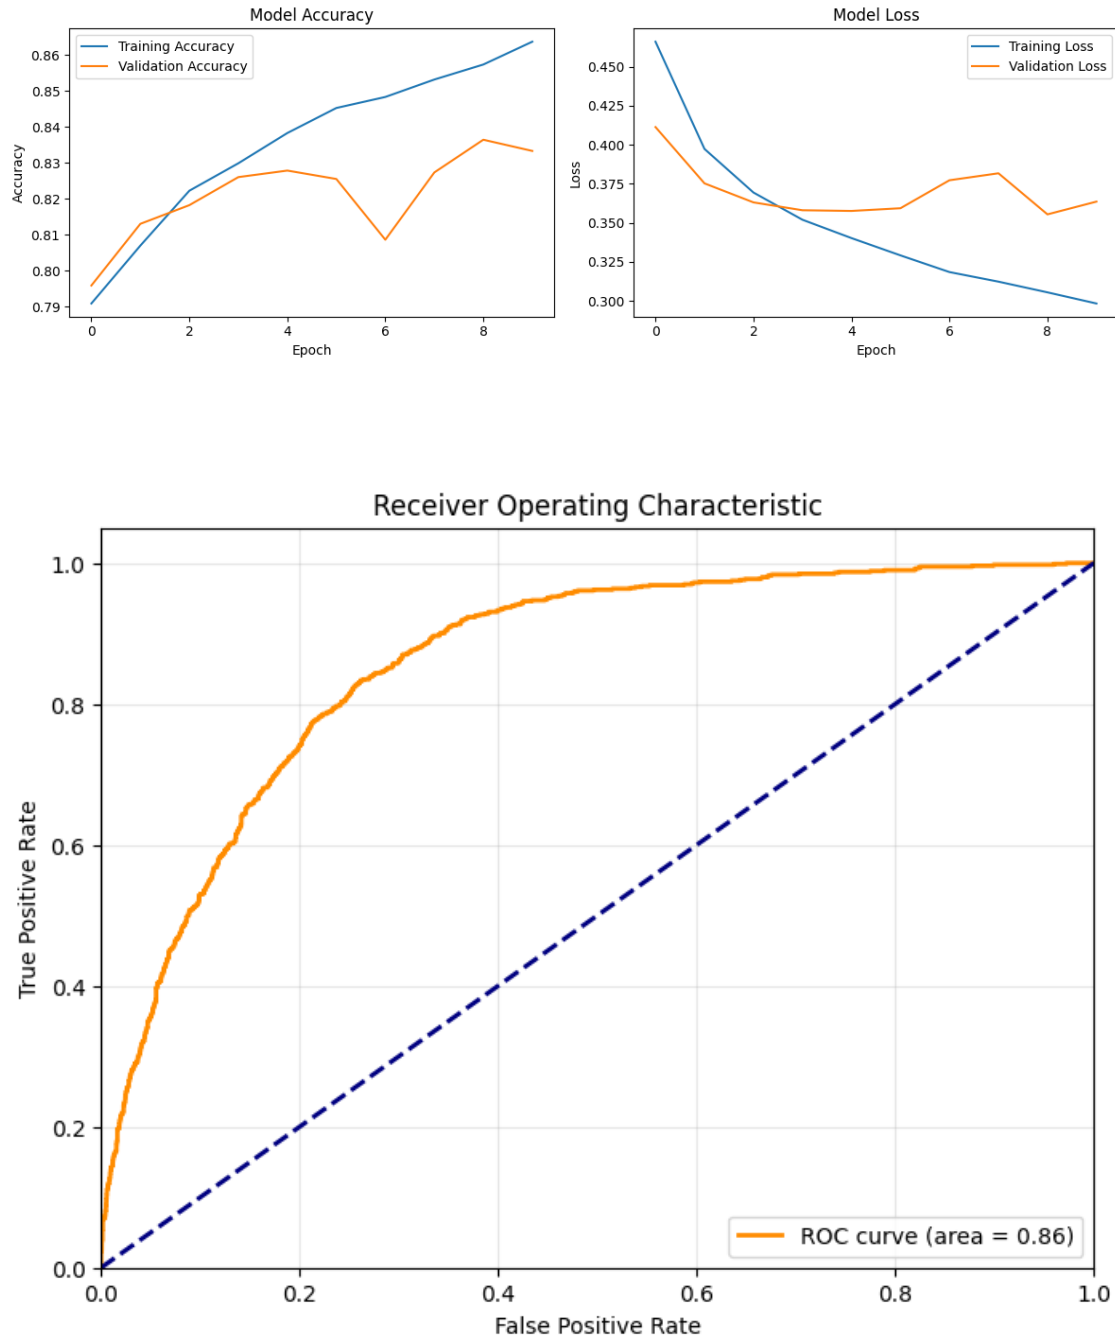 Model Accuracy
Training Accuracy
Validation Accuracy
0.86
0.85
0.84
0.83
0.82
0.81
0.80
0.79
Accuracy
0 2 4 6 8
Epoch
Model Loss
Training Loss
Validation Loss
0.450
0.425
0.400
0.375
0.350
0.325
0.300
Loss
0 2 4 6 8
Epoch
Receiver Operating Characteristic
1.0
0.8
0.6
0.4
0.2
0.0
True Positive Rate
ROC curve (area = 0.86)
0.0 0.2 0.4 0.6 0.8 1.0
False Positive Rate